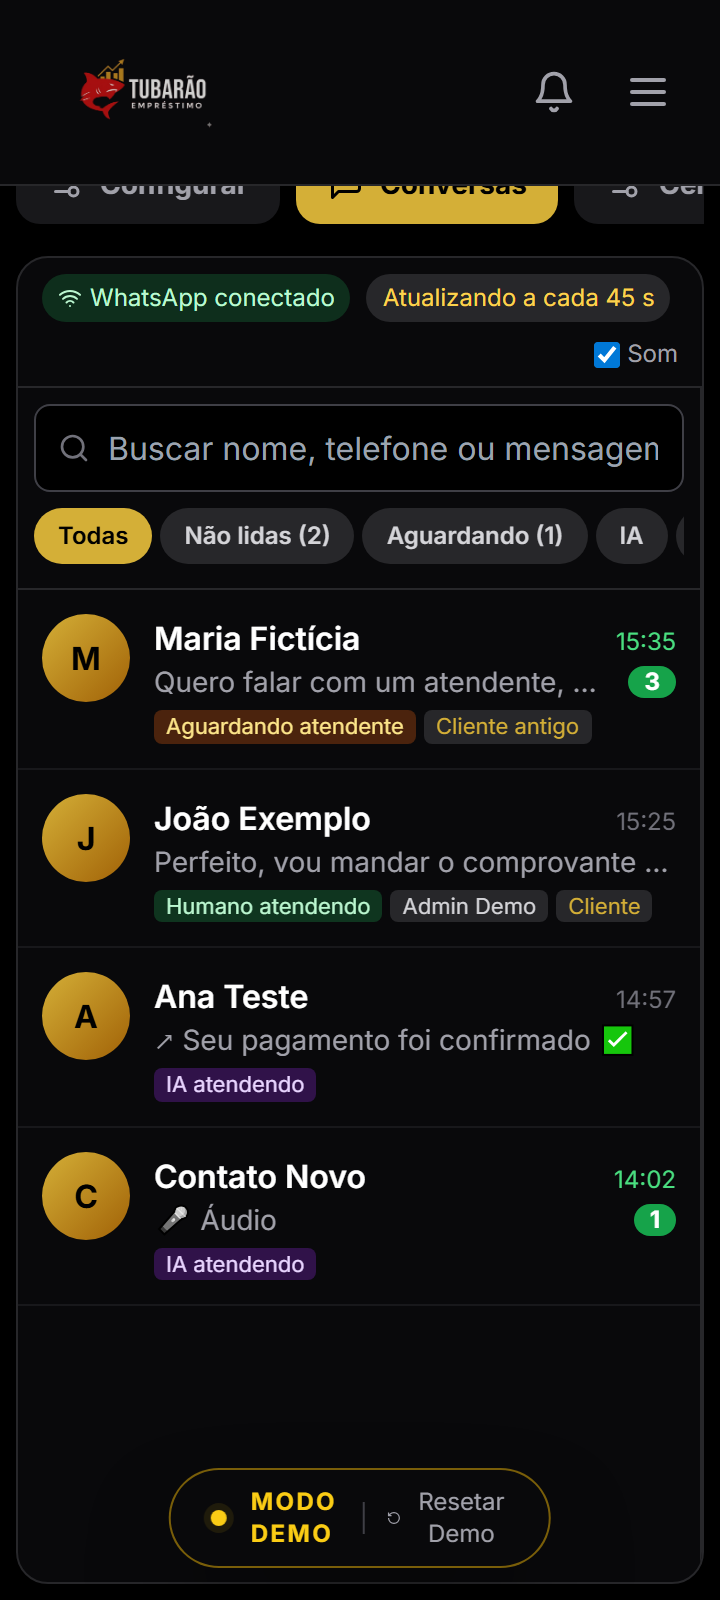 TUBARÃO
EMPRÉSTIMO
Configurar
Conversas
WhatsApp conectado
Atualizando a cada 45 s
Som
Buscar nome, telefone ou mensagem
Todas
Não lidas (2)
Aguardando (1)
IA
M
Maria Fictícia
15:35
Quero falar com um atendente, ...
3
Aguardando atendente
Cliente antigo
J
João Exemplo
15:25
Perfeito, vou mandar o comprovante ...
Humano atendendo
Admin Demo
Cliente
A
Ana Teste
14:57
↗ Seu pagamento foi confirmado ✅
IA atendendo
C
Contato Novo
14:02
🎤 Áudio
1
IA atendendo
MODO
DEMO
Resetar
Demo